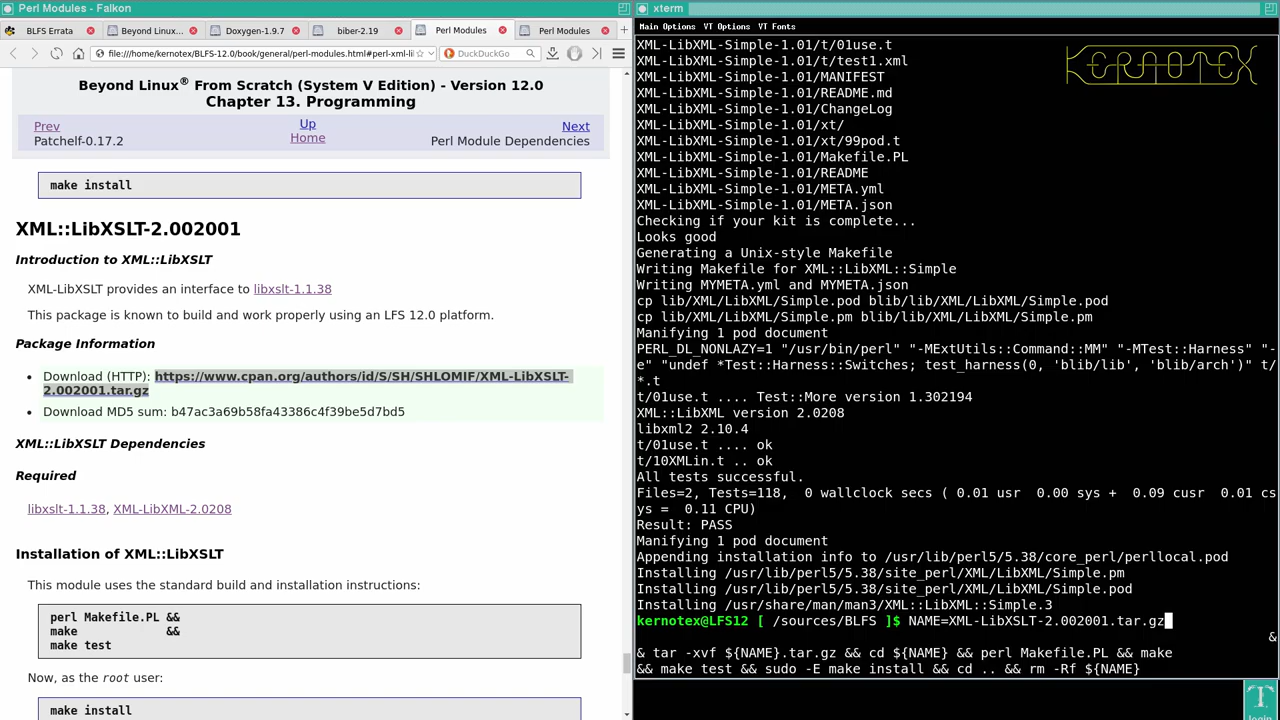 Perl Modules - Falkon
BLFS Errata
Beyond Linux...
Doxygen-1.9.7
biber-2.19
Perl Modules
Perl Modules
file:///home/kernotex/BLFS-12.0/book/general/perl-modules.html#perl-xml-li
DuckDuckGo
Beyond Linux® From Scratch (System V Edition) - Version 12.0
Chapter 13. Programming
Prev
Up
Next
Patchelf-0.17.2
Home
Perl Module Dependencies
make install
XML::LibXSLT-2.002001
Introduction to XML::LibXSLT
XML-LibXSLT provides an interface to libxslt-1.1.38
This package is known to build and work properly using an LFS 12.0 platform.
Package Information
Download (HTTP): https://www.cpan.org/authors/id/S/SH/SHLOMIF/XML-LibXSLT-
2.002001.tar.gz
Download MD5 sum: b47ac3a69b58fa43386c4f39be5d7bd5
XML::LibXSLT Dependencies
Required
libxslt-1.1.38, XML-LibXML-2.0208
Installation of XML::LibXSLT
This module uses the standard build and installation instructions:
perl Makefile.PL &&
make             &&
make test
Now, as the root user:
make install
xterm
Main Options VT Options VT Fonts
KERNOTEX
XML-LibXML-Simple-1.01/t/01use.t
XML-LibXML-Simple-1.01/t/test1.xml
XML-LibXML-Simple-1.01/MANIFEST
XML-LibXML-Simple-1.01/README.md
XML-LibXML-Simple-1.01/ChangeLog
XML-LibXML-Simple-1.01/xt/
XML-LibXML-Simple-1.01/xt/99pod.t
XML-LibXML-Simple-1.01/Makefile.PL
XML-LibXML-Simple-1.01/README
XML-LibXML-Simple-1.01/META.yml
XML-LibXML-Simple-1.01/META.json
Checking if your kit is complete...
Looks good
Generating a Unix-style Makefile
Writing Makefile for XML::LibXML::Simple
Writing MYMETA.yml and MYMETA.json
cp lib/XML/LibXML/Simple.pod blib/lib/XML/LibXML/Simple.pod
cp lib/XML/LibXML/Simple.pm blib/lib/XML/LibXML/Simple.pm
Manifying 1 pod document
PERL_DL_NONLAZY=1 "/usr/bin/perl" "-MExtUtils::Command::MM" "-MTest::Harness" "-
e" "undef *Test::Harness::Switches; test_harness(0, 'blib/lib', 'blib/arch')" t/
*.t
t/01use.t .... Test::More version 1.302194
XML::LibXML version 2.0208
libxml2 2.10.4
t/01use.t .... ok
t/10XMLin.t .. ok
All tests successful.
Files=2, Tests=118,  0 wallclock secs ( 0.01 usr  0.00 sys +  0.09 cusr  0.01 cs
ys =  0.11 CPU)
Result: PASS
Manifying 1 pod document
Appending installation info to /usr/lib/perl5/5.38/core_perl/perllocal.pod
Installing /usr/lib/perl5/5.38/site_perl/XML/LibXML/Simple.pm
Installing /usr/lib/perl5/5.38/site_perl/XML/LibXML/Simple.pod
Installing /usr/share/man/man3/XML::LibXML::Simple.3
kernotex@LFS12 [ /sources/BLFS ]$ NAME=XML-LibXSLT-2.002001.tar.gz
&
& tar -xvf ${NAME}.tar.gz && cd ${NAME} && perl Makefile.PL && make
&& make test && sudo -E make install && cd .. && rm -Rf ${NAME}
T
login